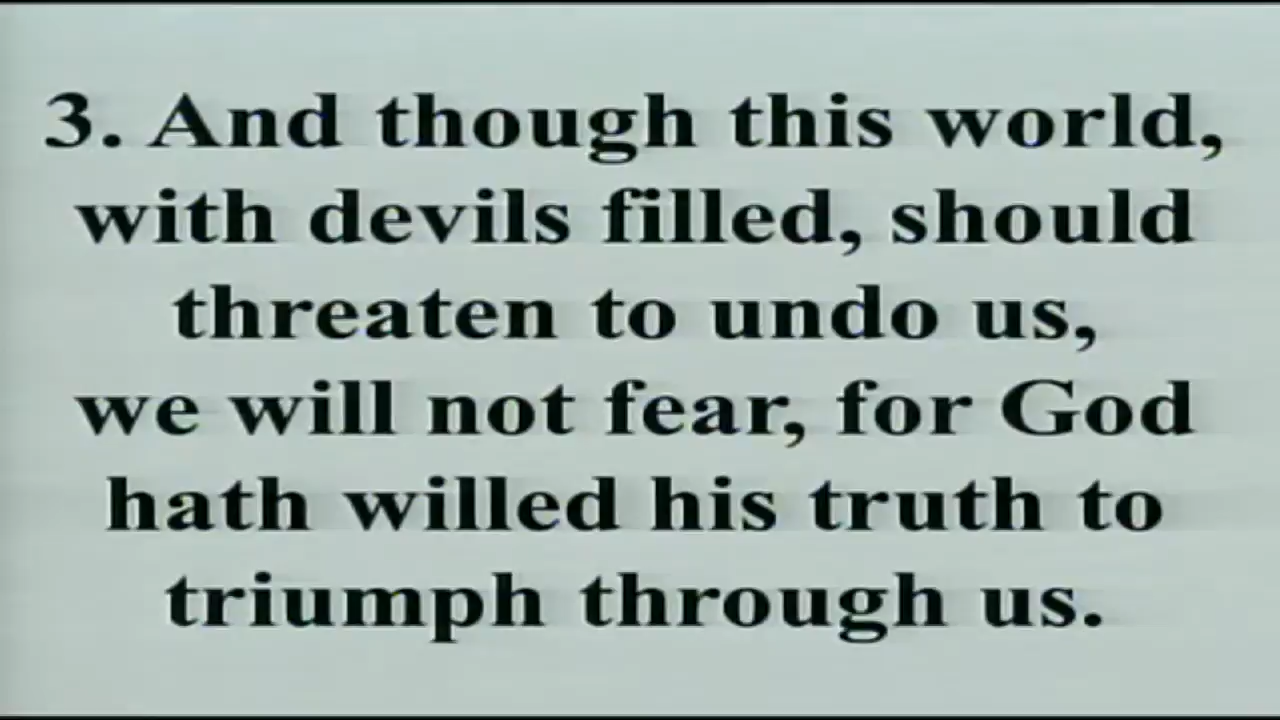 3. And though this world,
with devils filled, should
threaten to undo us,
we will not fear, for God
hath willed his truth to
triumph through us.